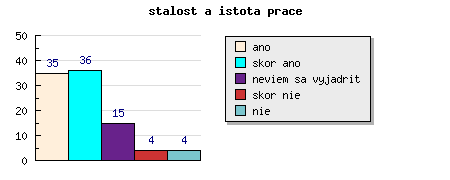 stalost a istota prace
50
40
30
20
10
0
35
36
15
4
4
ano
skor ano
neviem sa vyjadrit
skor nie
nie